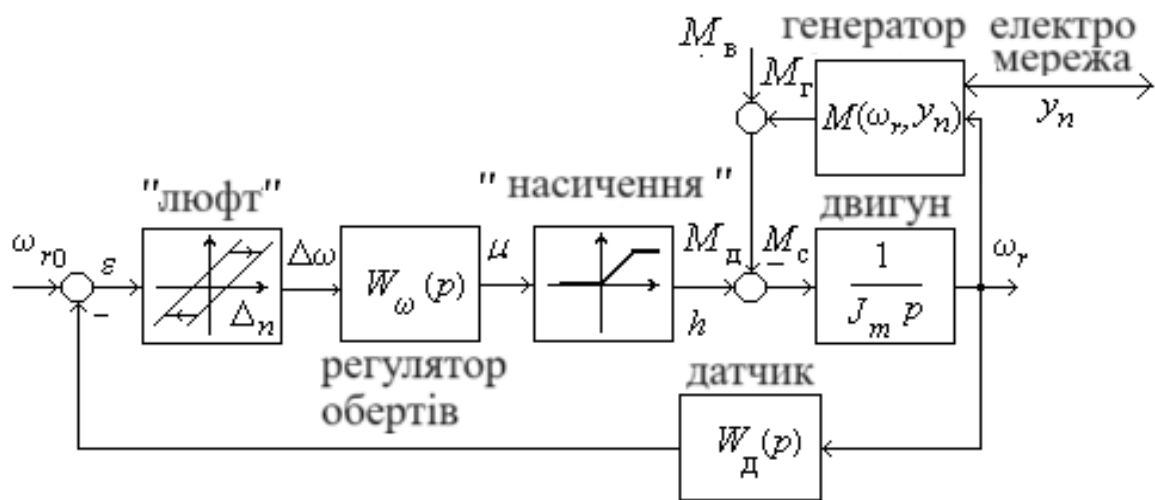 M_в
генератор електро
мережа
M_г
M(ω_r, y_n)
y_n
"люфт"
" насичення "
двигун
ω_r0
ε
Δ_n
Δω
W_ω(p)
μ
M_д
h
M_с
1
J_m p
ω_r
-
-
регулятор
обертів
датчик
W_д(p)